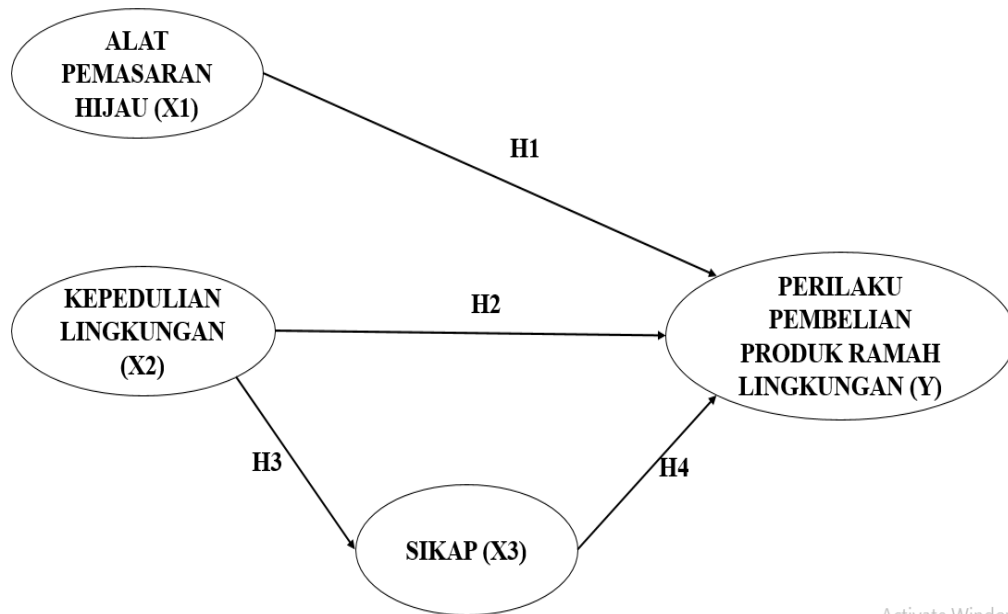 ALAT
PEMASARAN
HIJAU (X1)
H1
KEPEDULIAN
LINGKUNGAN
(X2)
H2
PERILAKU
PEMBELIAN
PRODUK RAMAH
LINGKUNGAN (Y)
H3
H4
SIKAP (X3)